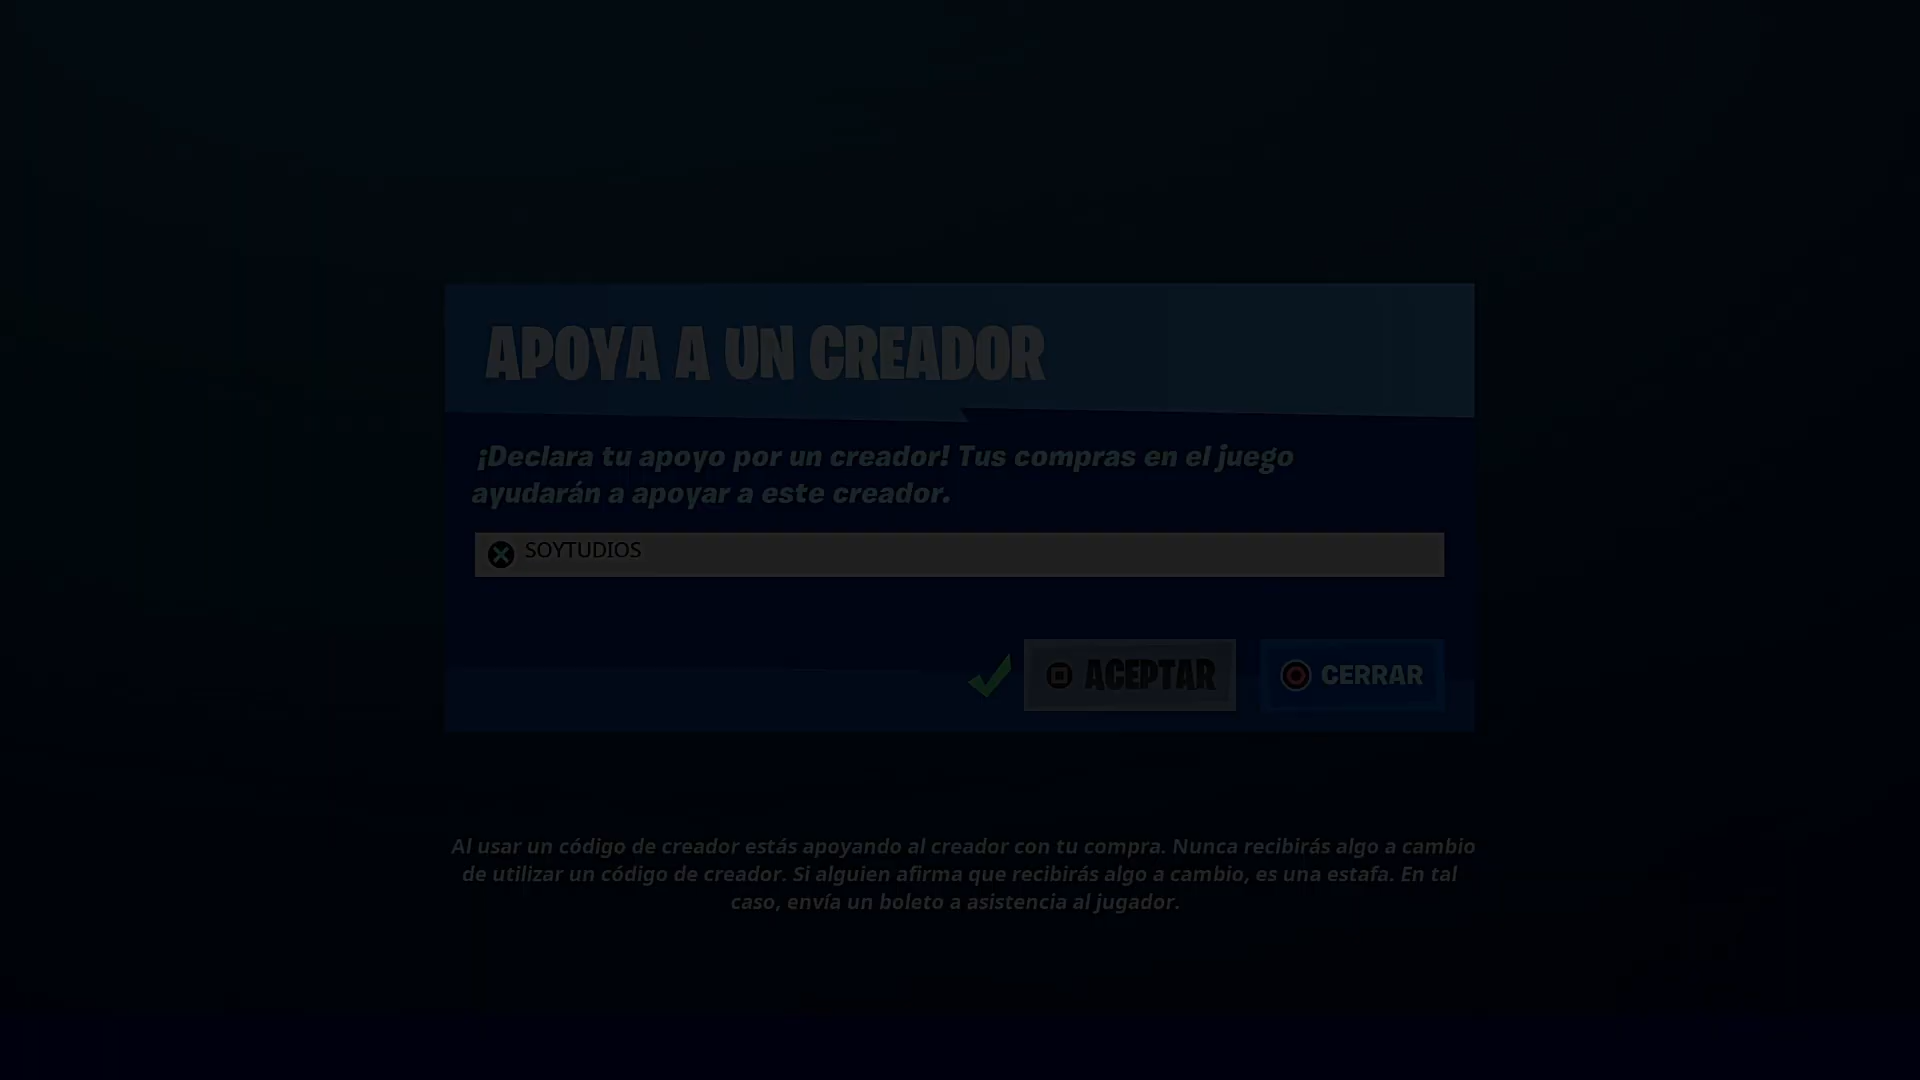 APOYA A UN CREADOR
¡Declara tu apoyo por un creador! Tus compras en el juego
ayudarán a apoyar a este creador.
SOYTUDIOS
ACEPTAR
CERRAR
Al usar un código de creador estás apoyando al creador con tu compra. Nunca recibirás algo a cambio
de utilizar un código de creador. Si alguien afirma que recibirás algo a cambio, es una estafa. En tal
caso, envía un boleto a asistencia al jugador.